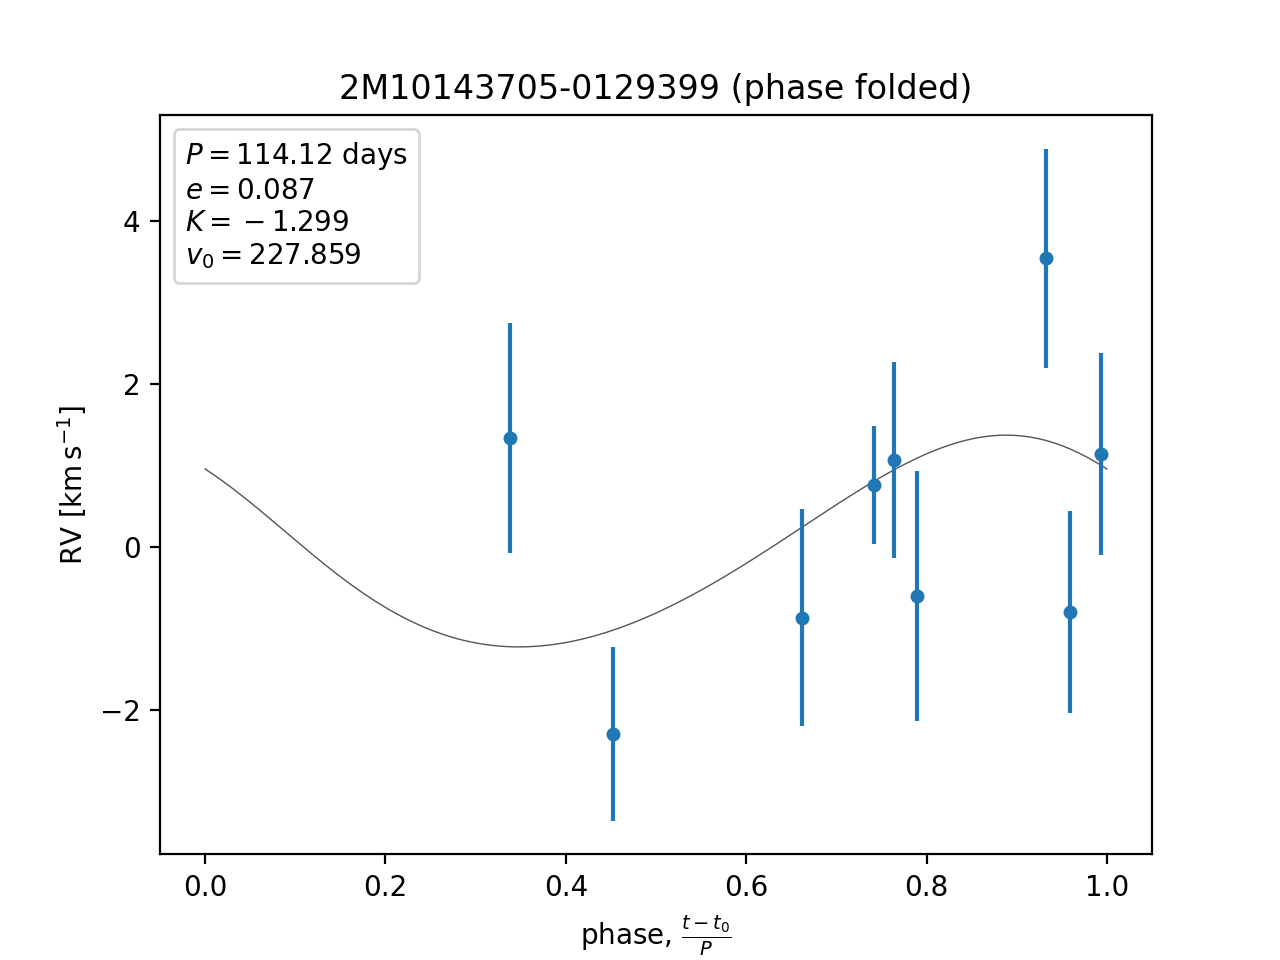 2M10143705-0129399 (phase folded)
P = 114.12 days
e = 0.087
K = −1.299
v₀ = 227.859
4
2
0
−2
RV [km s⁻¹]
0.0 0.2 0.4 0.6 0.8 1.0
phase, (t − t₀)/P